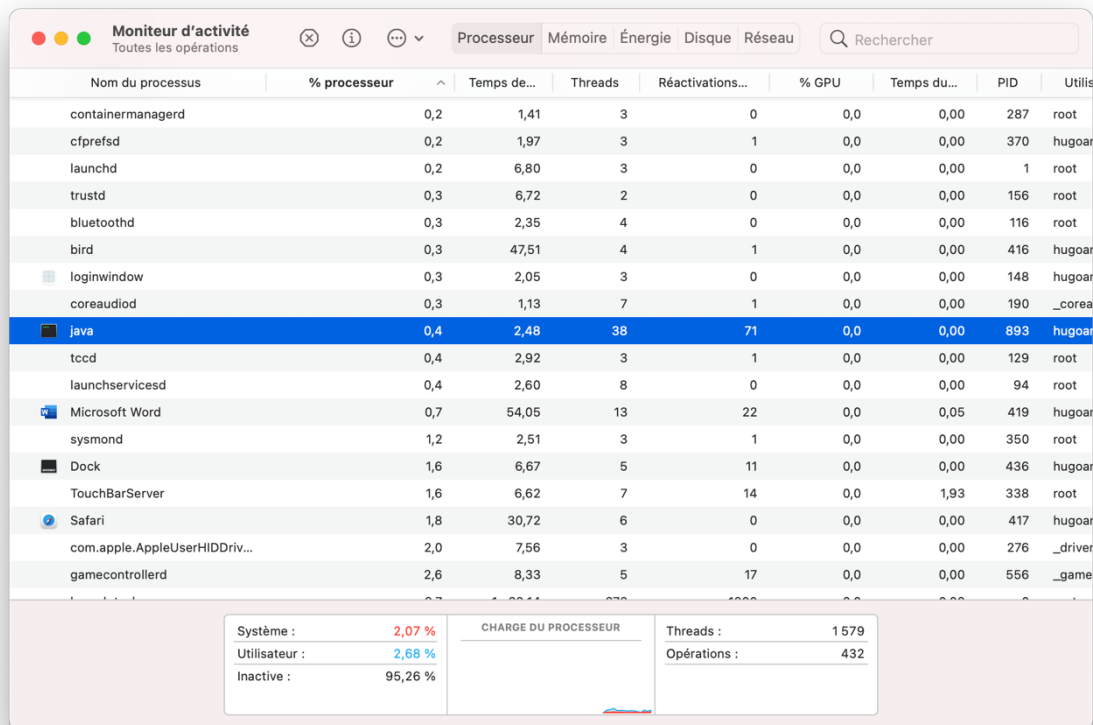 Moniteur d'activité
Toutes les opérations
Processeur Mémoire Énergie Disque Réseau Rechercher
Nom du processus % processeur Temps de... Threads Réactivations... % GPU Temps du... PID Utilis
containermanagerd 0,2 1,41 3 0 0,0 0,00 287 root
cfprefsd 0,2 1,97 3 1 0,0 0,00 370 hugoar
launchd 0,2 6,80 3 0 0,0 0,00 1 root
trustd 0,3 6,72 2 0 0,0 0,00 156 root
bluetoothd 0,3 2,35 4 0 0,0 0,00 116 root
bird 0,3 47,51 4 1 0,0 0,00 416 hugoar
loginwindow 0,3 2,05 3 0 0,0 0,00 148 hugoar
coreaudiod 0,3 1,13 7 1 0,0 0,00 190 _corea
java 0,4 2,48 38 71 0,0 0,00 893 hugoar
tccd 0,4 2,92 3 1 0,0 0,00 129 root
launchservicesd 0,4 2,60 8 0 0,0 0,00 94 root
Microsoft Word 0,7 54,05 13 22 0,0 0,05 419 hugoar
sysmond 1,2 2,51 3 1 0,0 0,00 350 root
Dock 1,6 6,67 5 11 0,0 0,00 436 hugoar
TouchBarServer 1,6 6,62 7 14 0,0 1,93 338 root
Safari 1,8 30,72 6 0 0,0 0,00 417 hugoar
com.apple.AppleUserHIDDriv... 2,0 7,56 3 0 0,0 0,00 276 _driver
gamecontrollerd 2,6 8,33 5 17 0,0 0,00 556 _game
Système : 2,07 % CHARGE DU PROCESSEUR Threads : 1 579
Utilisateur : 2,68 % Opérations : 432
Inactive : 95,26 %